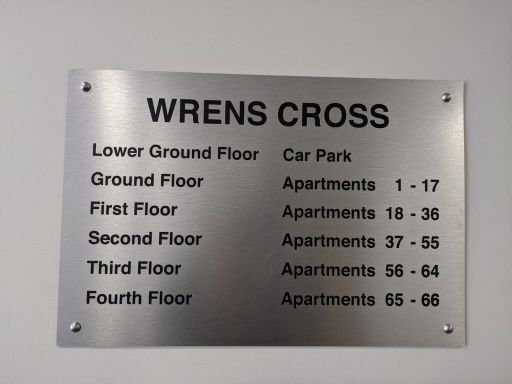 WRENS CROSS
Lower Ground Floor Car Park
Ground Floor Apartments 1 - 17
First Floor Apartments 18 - 36
Second Floor Apartments 37 - 55
Third Floor Apartments 56 - 64
Fourth Floor Apartments 65 - 66